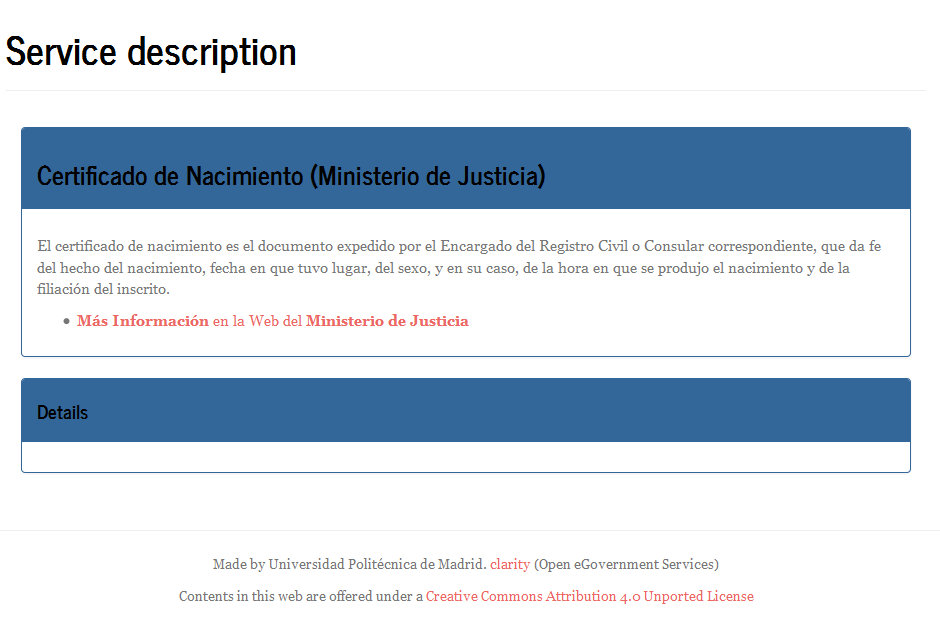 Service description
Certificado de Nacimiento (Ministerio de Justicia)
El certificado de nacimiento es el documento expedido por el Encargado del Registro Civil o Consular correspondiente, que da fe
del hecho del nacimiento, fecha en que tuvo lugar, del sexo, y en su caso, de la hora en que se produjo el nacimiento y de la
filiación del inscrito.
• Más Información en la Web del Ministerio de Justicia
Details
Made by Universidad Politécnica de Madrid. clarity (Open eGovernment Services)
Contents in this web are offered under a Creative Commons Attribution 4.0 Unported License